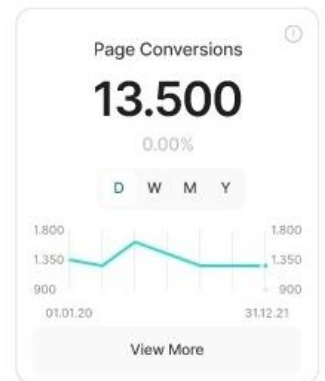 Page Conversions
13.500
0.00%
D W M Y
1.800 1.800
1.350 1.350
900 900
01.01.20 31.12.21
View More